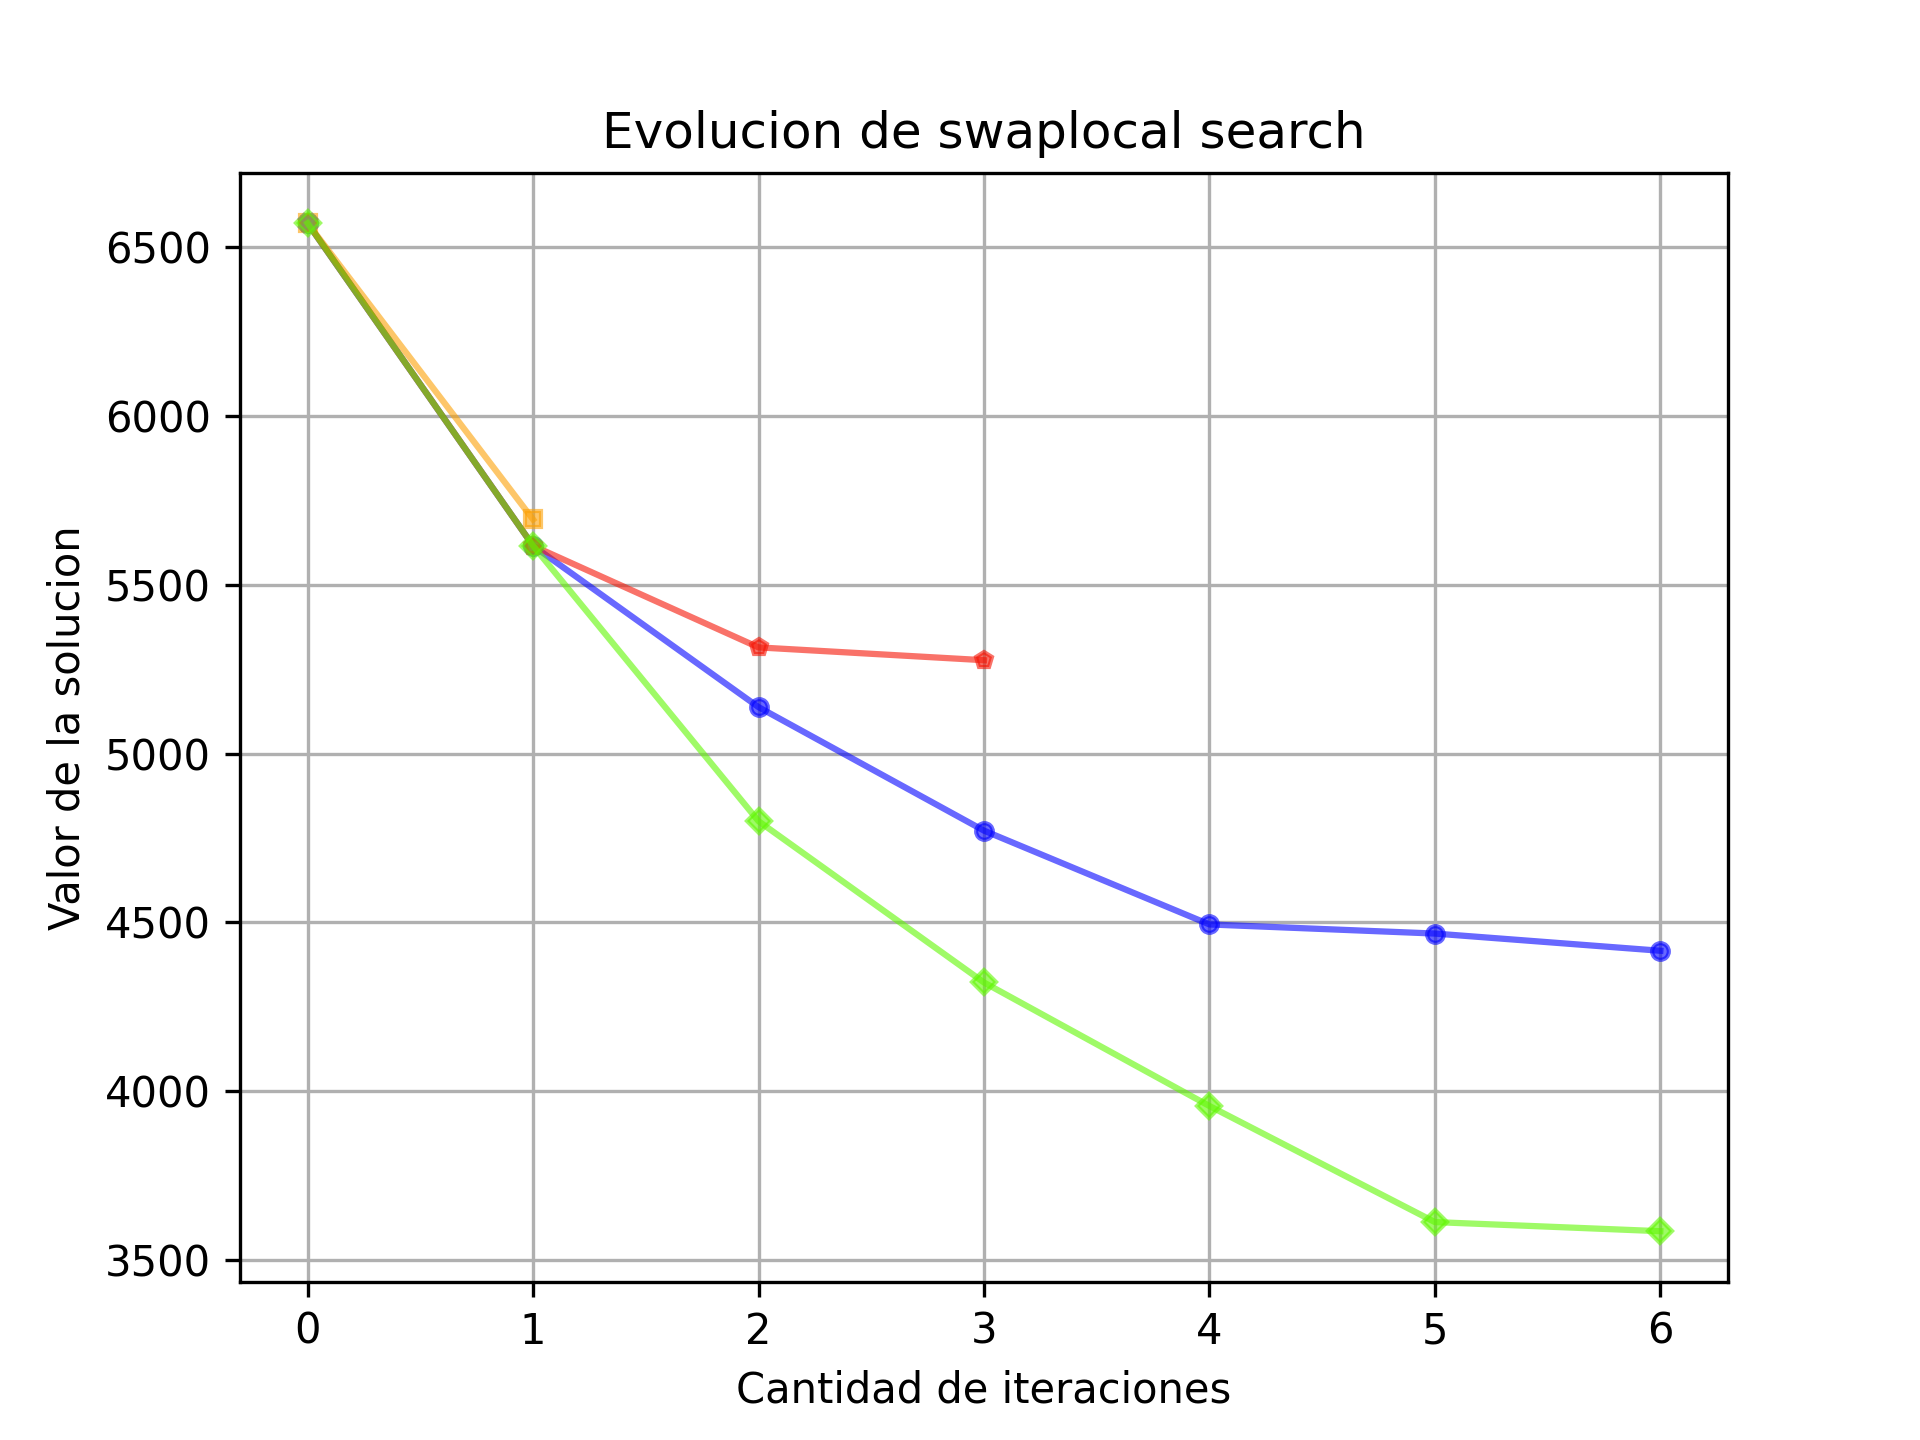 Evolucion de swaplocal search
Valor de la solucion
6500
6000
5500
5000
4500
4000
3500
0 1 2 3 4 5 6
Cantidad de iteraciones